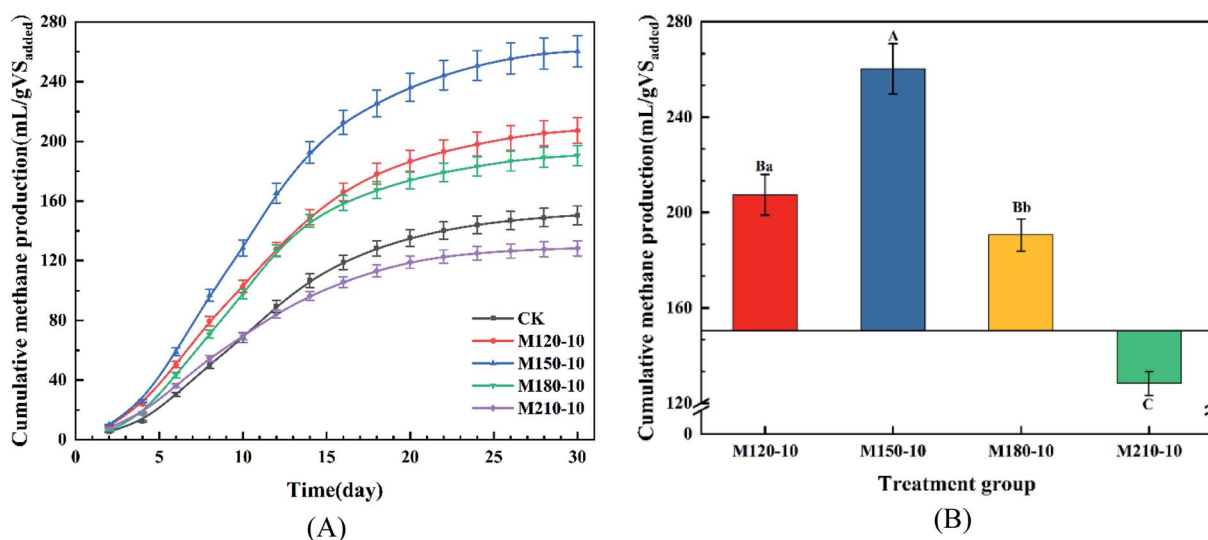 280
240
200
160
120
80
40
0
Cumulative methane production(mL/gVSadded)
CK
M120-10
M150-10
M180-10
M210-10
0 5 10 15 20 25 30
Time(day)
(A)
280
240
200
160
120
0
Cumulative methane production(mL/gVSadded)
Ba
A
Bb
C
M120-10 M150-10 M180-10 M210-10
Treatment group
(B)